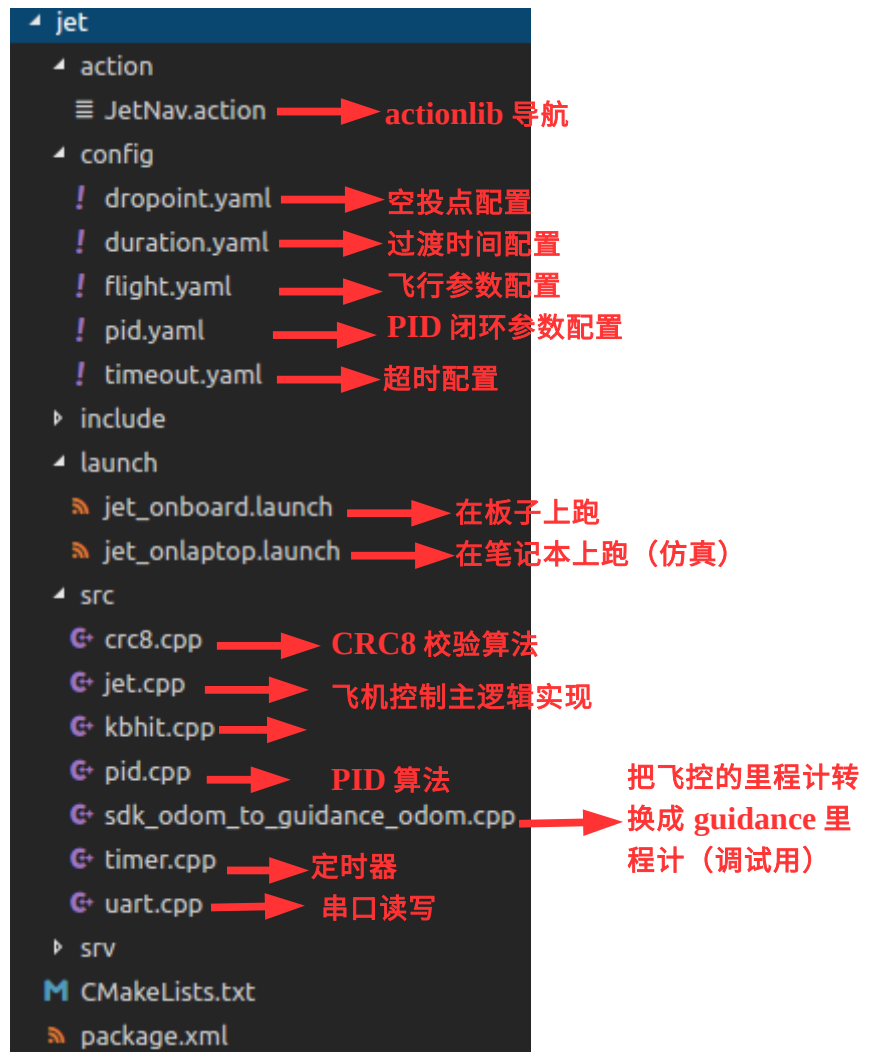 jet
action
JetNav.action actionlib 导航
config
dropoint.yaml 空投点配置
duration.yaml 过渡时间配置
flight.yaml 飞行参数配置
pid.yaml PID 闭环参数配置
timeout.yaml 超时配置
include
launch
jet_onboard.launch 在板子上跑
jet_onlaptop.launch 在笔记本上跑（仿真）
src
crc8.cpp CRC8 校验算法
jet.cpp 飞机控制主逻辑实现
kbhit.cpp
pid.cpp PID 算法
sdk_odom_to_guidance_odom.cpp 把飞控的里程计转
换成 guidance 里
程计（调试用）
timer.cpp 定时器
uart.cpp 串口读写
srv
CMakeLists.txt
package.xml